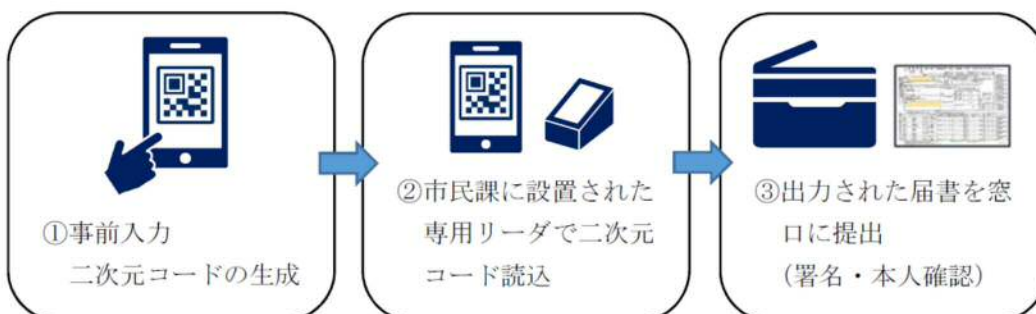 ①事前入力
二次元コードの生成
②市民課に設置された
専用リーダで二次元
コード読込
③出力された届書を窓
口に提出
（署名・本人確認）